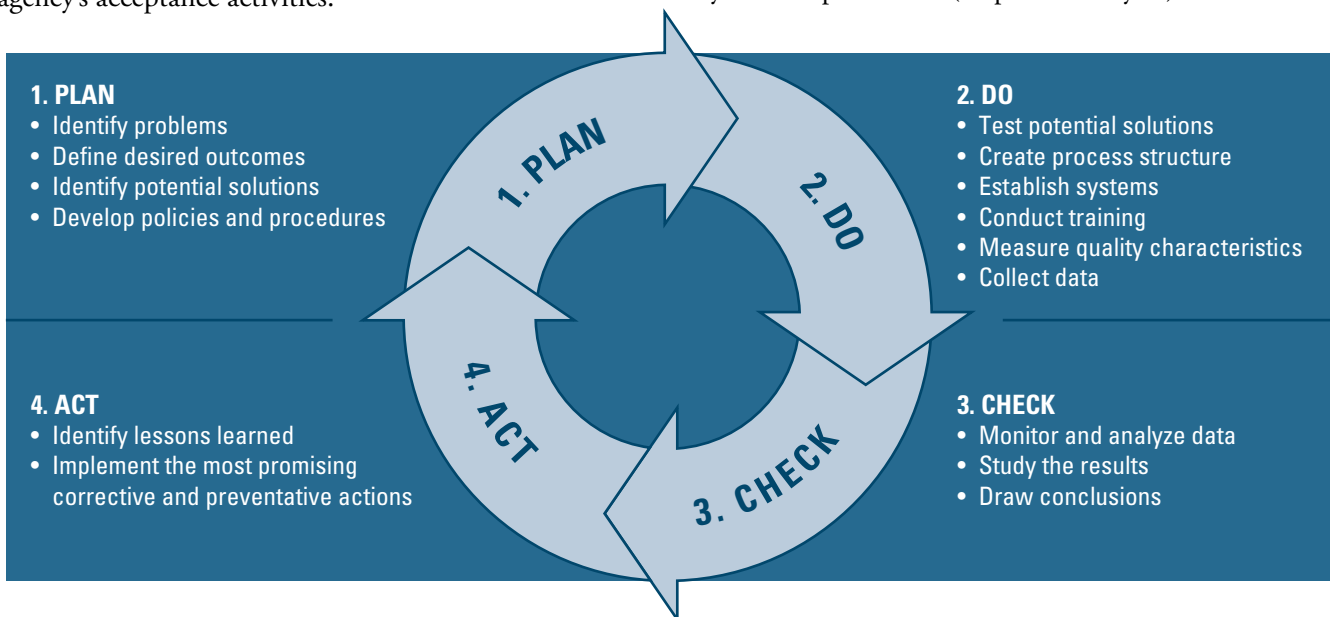 agency's acceptance activities.
1. PLAN
• Identify problems
• Define desired outcomes
• Identify potential solutions
• Develop policies and procedures
2. DO
• Test potential solutions
• Create process structure
• Establish systems
• Conduct training
• Measure quality characteristics
• Collect data
1. PLAN
2. DO
3. CHECK
4. ACT
4. ACT
• Identify lessons learned
• Implement the most promising
corrective and preventative actions
3. CHECK
• Monitor and analyze data
• Study the results
• Draw conclusions